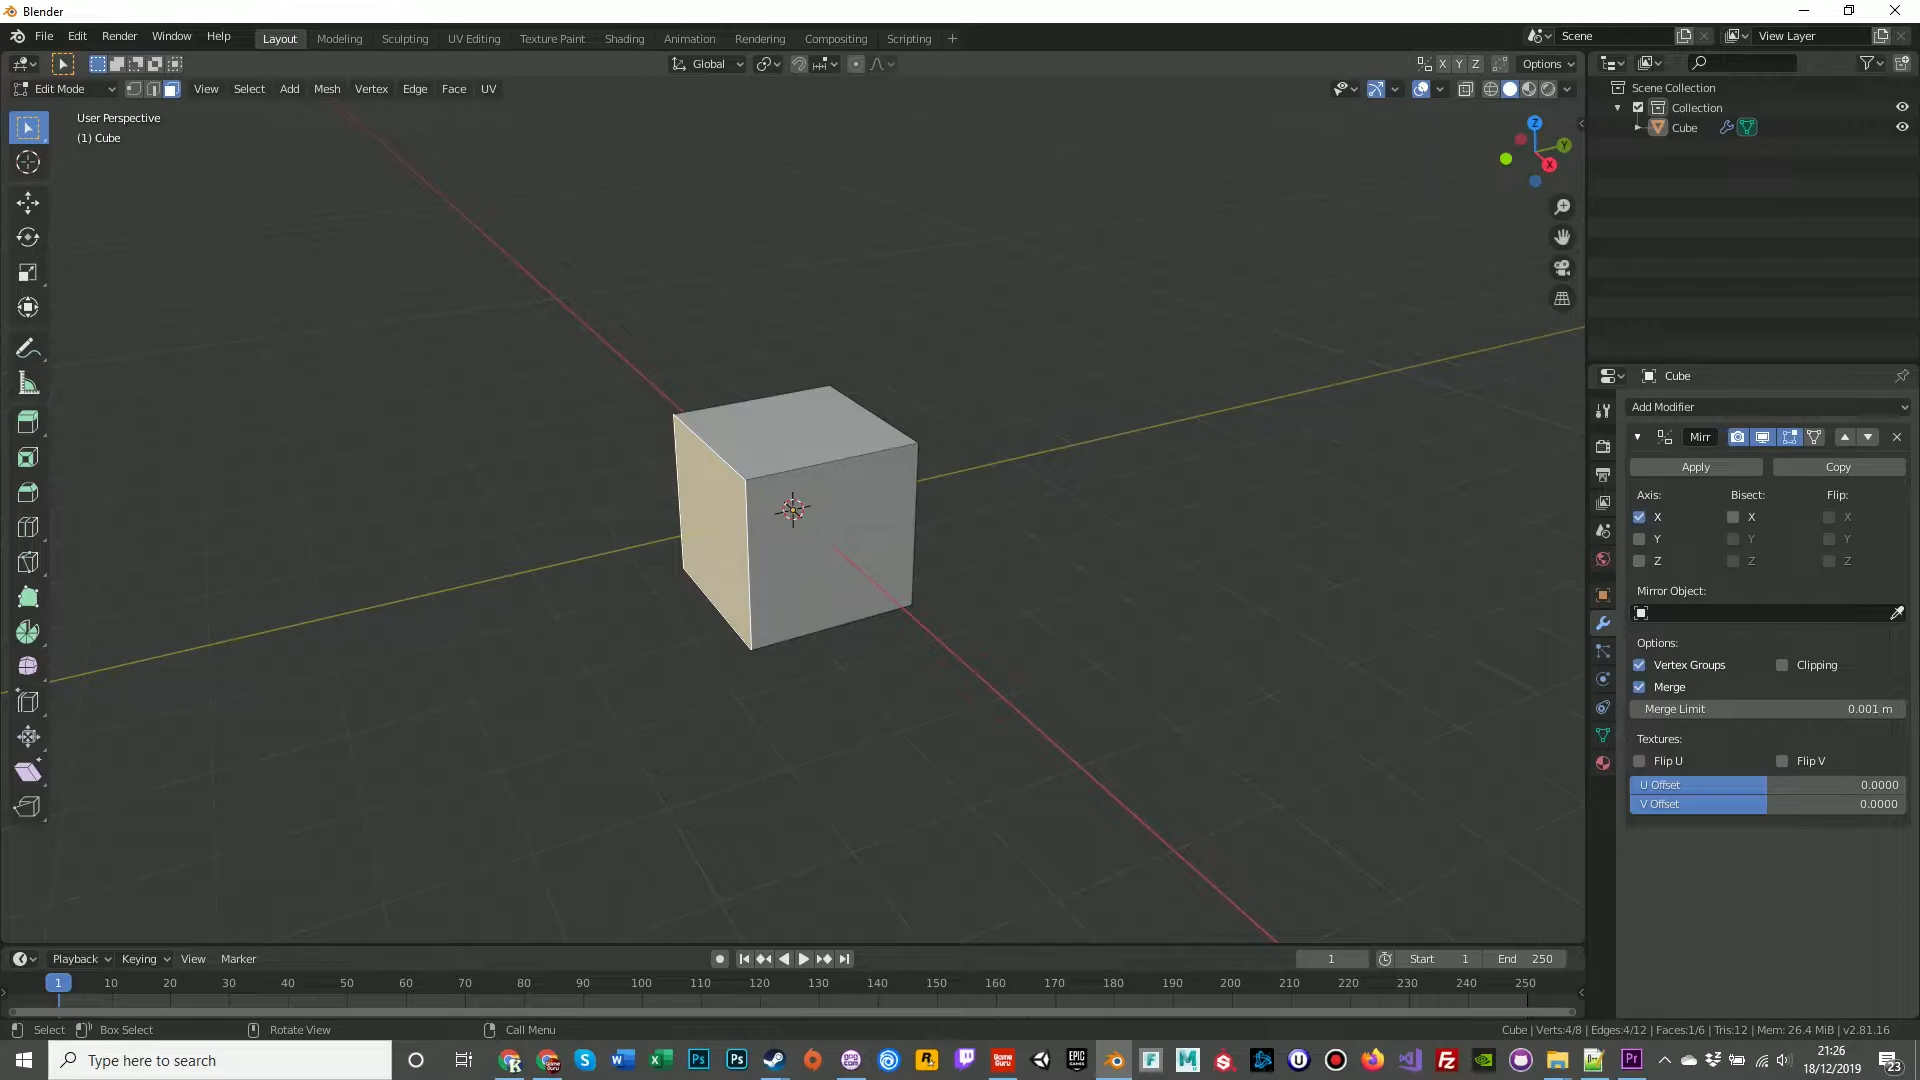 Blender
File Edit Render Window Help
Layout Modeling Sculpting UV Editing Texture Paint Shading Animation Rendering Compositing Scripting +
Scene
View Layer
Global
X Y Z
Options
Edit Mode
View Select Add Mesh Vertex Edge Face UV
User Perspective
(1) Cube
Z
Y
X
Scene Collection
Collection
Cube
Cube
Add Modifier
Mirr
Apply Copy
Axis: Bisect: Flip:
X X X
Y Y Y
Z Z Z
Mirror Object:
Options:
Vertex Groups Clipping
Merge
Merge Limit 0.001 m
Textures:
Flip U Flip V
U Offset 0.0000
V Offset 0.0000
Playback Keying View Marker
1 Start 1 End 250
1 10 20 30 40 50 60 70 80 90 100 110 120 130 140 150 160 170 180 190 200 210 220 230 240 250
Select Box Select Rotate View Call Menu
Cube | Verts:4/8 | Edges:4/12 | Faces:1/6 | Tris:12 | Mem: 26.4 MiB | v2.81.16
Type here to search
21:26
18/12/2019
23